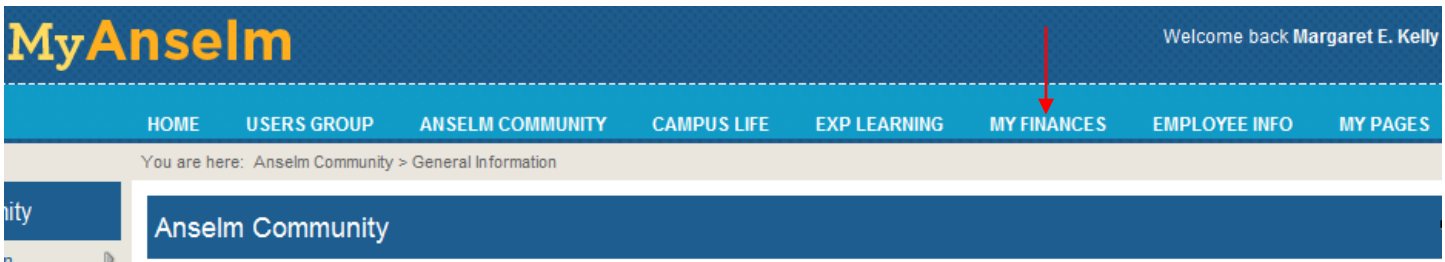 MyAnselm
Welcome back Margaret E. Kelly
HOME USERS GROUP ANSELM COMMUNITY CAMPUS LIFE EXP LEARNING MY FINANCES EMPLOYEE INFO MY PAGES
You are here: Anselm Community > General Information
nity
Anselm Community